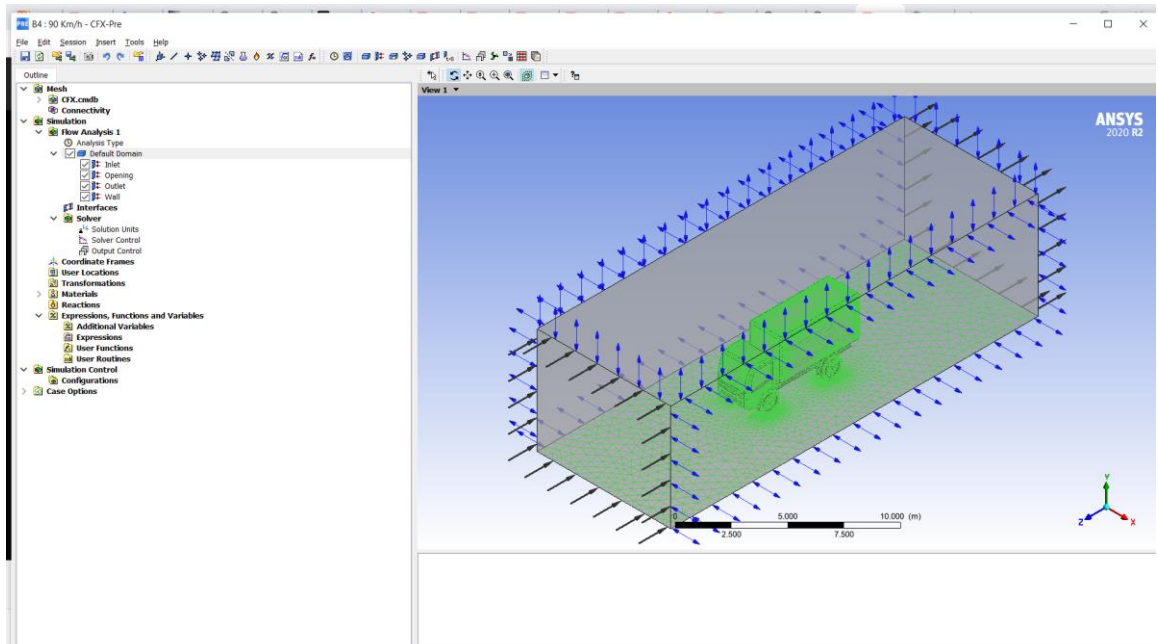 B4 : 90 Km/h - CFX-Pre
File Edit Session Insert Tools Help
Outline
Mesh
CFX.cmdb
Connectivity
Simulation
Flow Analysis 1
Analysis Type
Default Domain
Inlet
Opening
Outlet
Wall
Interfaces
Solver
Solution Units
Solver Control
Output Control
Coordinate Frames
User Locations
Transformations
Materials
Reactions
Expressions, Functions and Variables
Additional Variables
Expressions
User Functions
User Routines
Simulation Control
Configurations
Case Options
View 1
ANSYS
2020 R2
0 5.000 10.000 (m)
2.500 7.500
Y
Z X